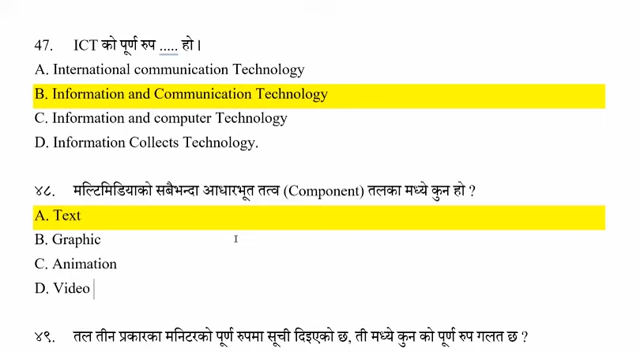 47. ICT को पूर्ण रुप ..... हो ।
A. International communication Technology
B. Information and Communication Technology
C. Information and computer Technology
D. Information Collects Technology.
४८. मल्टिमिडियाको सबैभन्दा आधारभूत तत्व (Component) तलका मध्ये कुन हो ?
A. Text
B. Graphic
C. Animation
D. Video
४९. तल तीन प्रकारका मनिटरको पूर्ण रुपमा सूची दिइएको छ, ती मध्ये कुन को पूर्ण रुप गलत छ ?